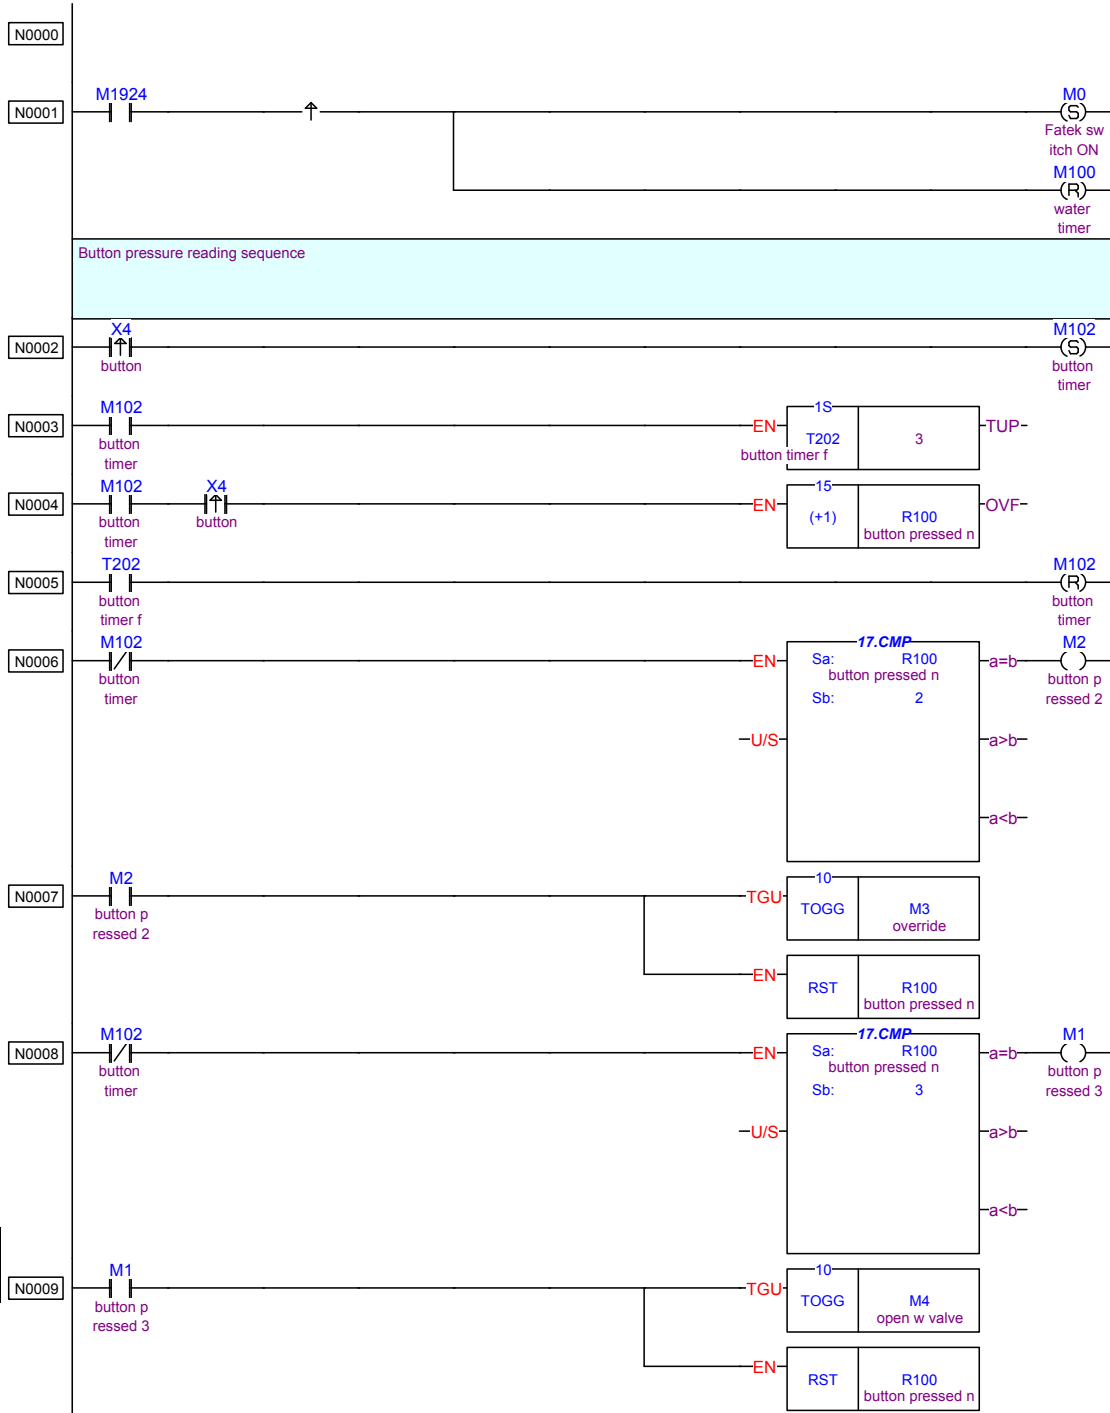 N0000
M1924
M0
N0001
(S)
Fatek sw
itch ON
M100
(R)
water
timer
Button pressure reading sequence
X4
M102
N0002
(S)
button
button
timer
M102
1S
N0003
EN
T202
3
TUP
button
timer
button timer f
M102
X4
15
N0004
EN
(+1)
R100
OVF
button
timer
button
button pressed n
T202
M102
N0005
(R)
button
timer f
button
timer
M102
17.CMP
M2
N0006
EN
Sa: R100
a=b
button
timer
button pressed n
button p
ressed 2
Sb: 2
U/S
a>b
a<b
M2
10
N0007
TGU
TOGG
M3
button p
ressed 2
override
EN
RST
R100
button pressed n
M102
17.CMP
M1
N0008
EN
Sa: R100
a=b
button
timer
button pressed n
button p
ressed 3
Sb: 3
U/S
a>b
a<b
M1
10
N0009
TGU
TOGG
M4
button p
ressed 3
open w valve
EN
RST
R100
button pressed n